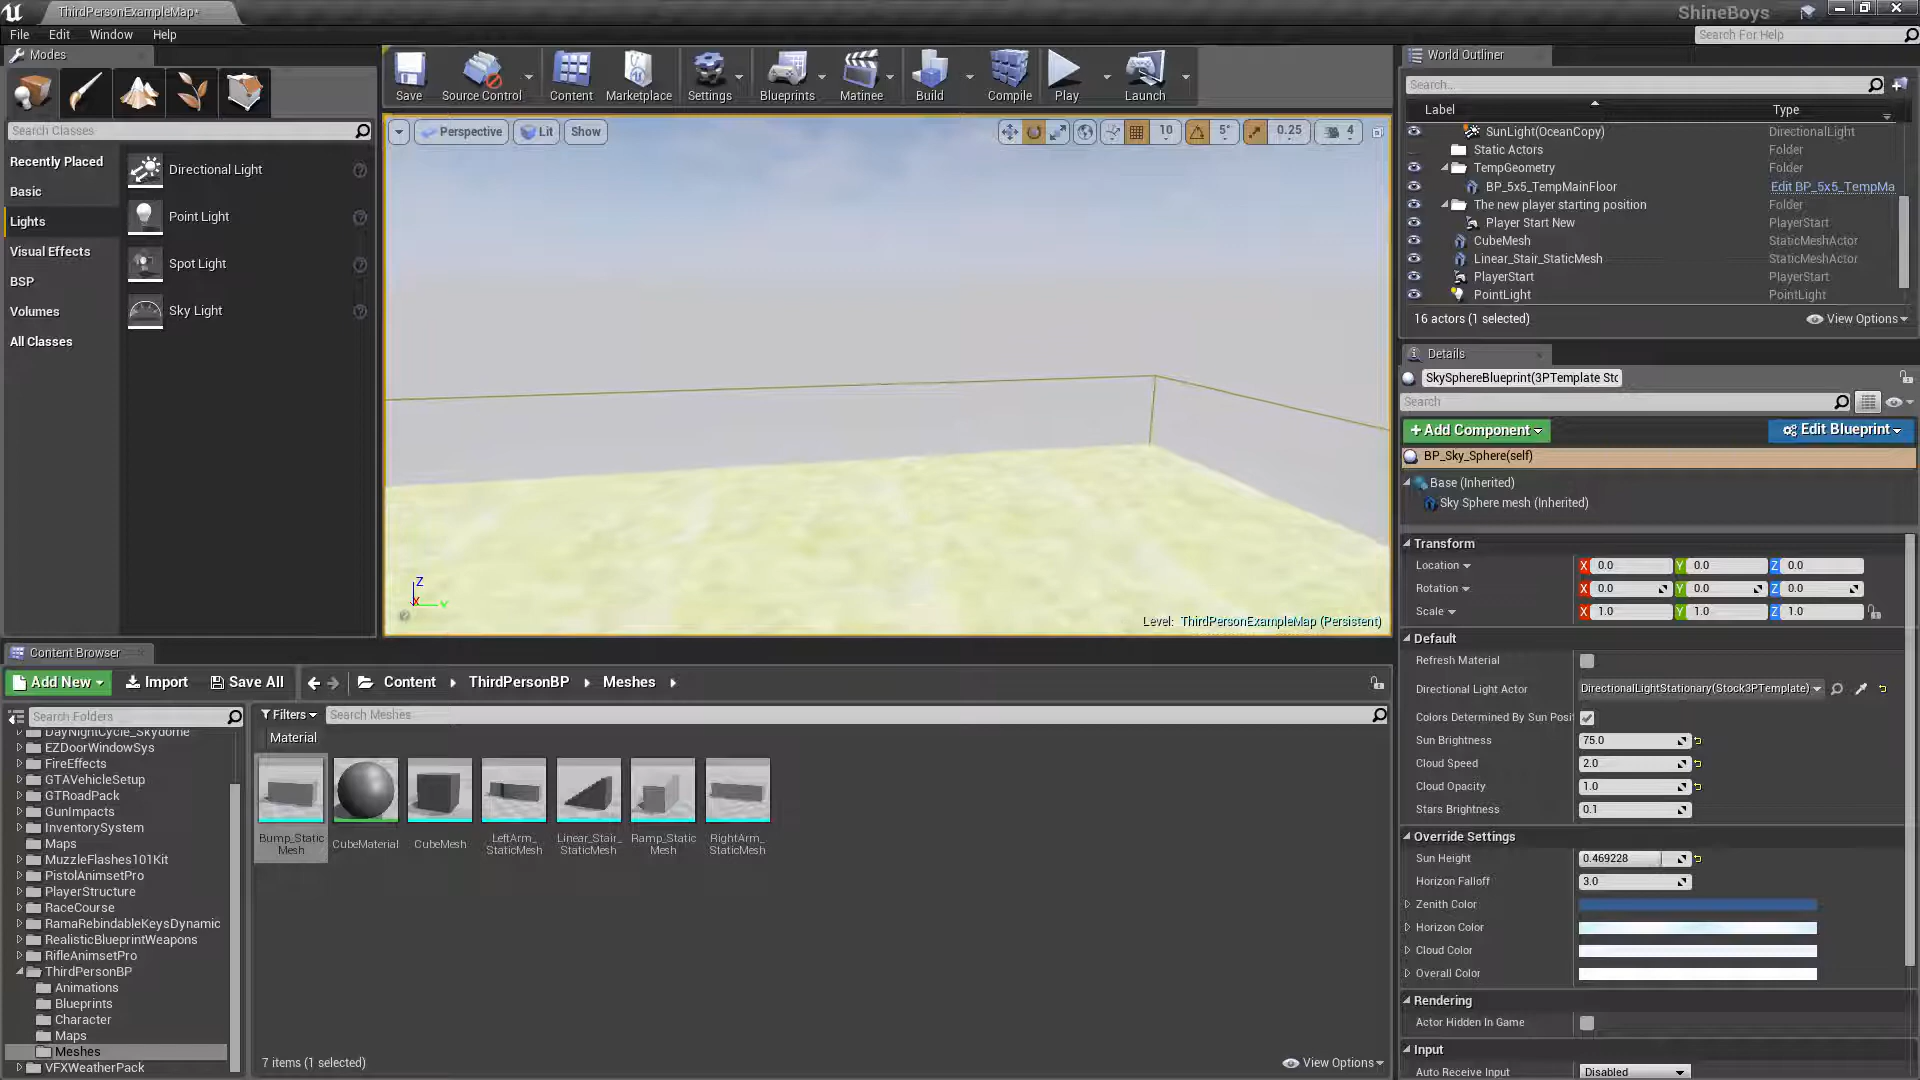 ThirdPersonExampleMap*
ShineBoys
File Edit Window Help
Search For Help
Modes
Search Classes
Recently Placed
Basic
Lights
Visual Effects
BSP
Volumes
All Classes
Directional Light
Point Light
Spot Light
Sky Light
Save
Source Control
Content
Marketplace
Settings
Blueprints
Matinee
Build
Compile
Play
Launch
Perspective
Lit
Show
10
5°
0.25
4
Z
X
Y
Level: ThirdPersonExampleMap (Persistent)
World Outliner
Search...
Label Type
SunLight(OceanCopy) DirectionalLight
Static Actors Folder
TempGeometry Folder
BP_5x5_TempMainFloor Edit BP_5x5_TempMa
The new player starting position Folder
Player Start New PlayerStart
CubeMesh StaticMeshActor
Linear_Stair_StaticMesh StaticMeshActor
PlayerStart PlayerStart
PointLight PointLight
16 actors (1 selected) View Options
Details
SkySphereBlueprint(3PTemplate Stc
Search
+Add Component Edit Blueprint
BP_Sky_Sphere(self)
Base (Inherited)
Sky Sphere mesh (Inherited)
Transform
Location X 0.0 Y 0.0 Z 0.0
Rotation X 0.0 Y 0.0 Z 0.0
Scale X 1.0 Y 1.0 Z 1.0
Default
Refresh Material
Directional Light Actor DirectionalLightStationary(Stock3PTemplate)
Colors Determined By Sun Posit
Sun Brightness 75.0
Cloud Speed 2.0
Cloud Opacity 1.0
Stars Brightness 0.1
Override Settings
Sun Height 0.469228
Horizon Falloff 3.0
Zenith Color
Horizon Color
Cloud Color
Overall Color
Rendering
Actor Hidden In Game
Input
Auto Receive Input Disabled
Content Browser
Add New Import Save All Content ThirdPersonBP Meshes
Search Folders
Filters Search Meshes
Material
DayNightCycle_Skydome
EZDoorWindowSys
FireEffects
GTAVehicleSetup
GTRoadPack
GunImpacts
InventorySystem
Maps
MuzzleFlashes101Kit
PistolAnimsetPro
PlayerStructure
RaceCourse
RamaRebindableKeysDynamic
RealisticBlueprintWeapons
RifleAnimsetPro
ThirdPersonBP
Animations
Blueprints
Character
Maps
Meshes
VFXWeatherPack
Bump_Static
Mesh
CubeMaterial
CubeMesh
LeftArm_
StaticMesh
Linear_Stair_
StaticMesh
Ramp_Static
Mesh
RightArm_
StaticMesh
7 items (1 selected) View Options